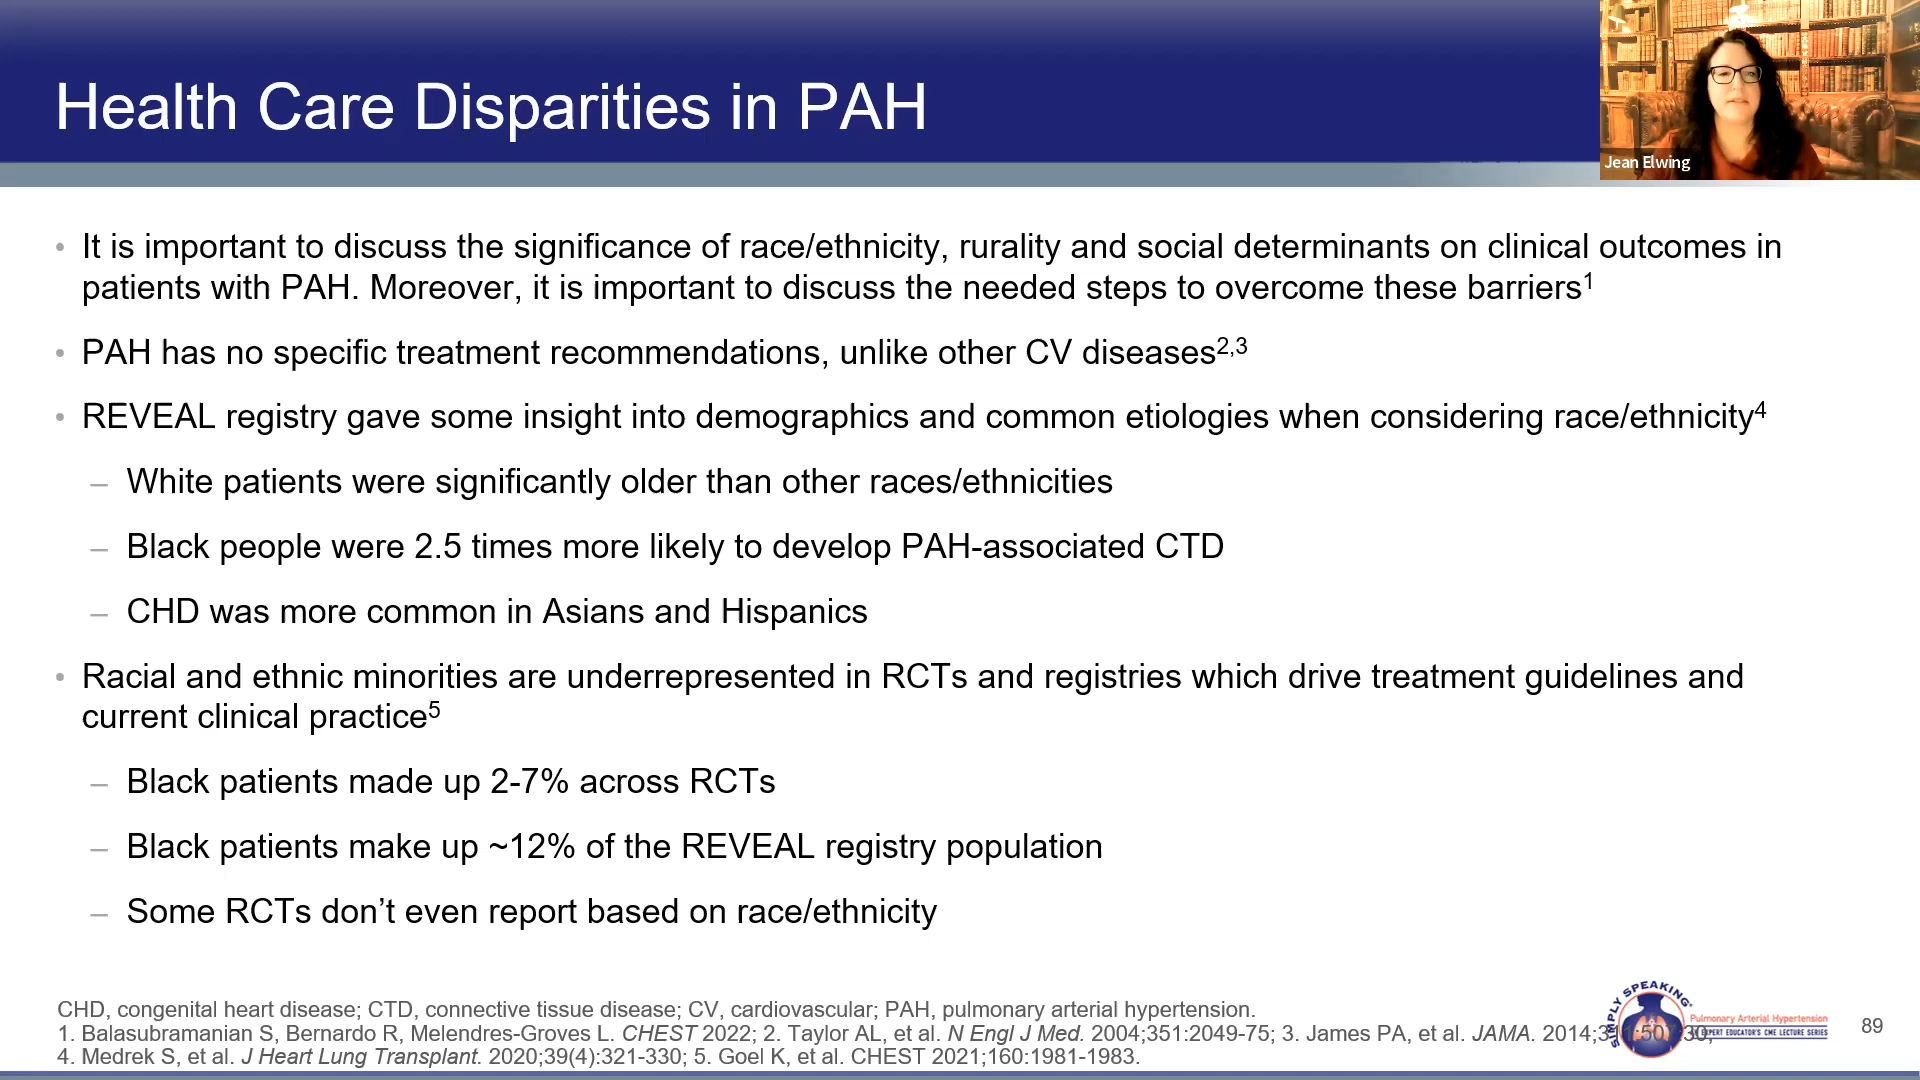 Health Care Disparities in PAH
Jean Elwing
• It is important to discuss the significance of race/ethnicity, rurality and social determinants on clinical outcomes in
patients with PAH. Moreover, it is important to discuss the needed steps to overcome these barriers1
• PAH has no specific treatment recommendations, unlike other CV diseases2,3
• REVEAL registry gave some insight into demographics and common etiologies when considering race/ethnicity4
– White patients were significantly older than other races/ethnicities
– Black people were 2.5 times more likely to develop PAH-associated CTD
– CHD was more common in Asians and Hispanics
• Racial and ethnic minorities are underrepresented in RCTs and registries which drive treatment guidelines and
current clinical practice5
– Black patients made up 2-7% across RCTs
– Black patients make up ~12% of the REVEAL registry population
– Some RCTs don’t even report based on race/ethnicity
CHD, congenital heart disease; CTD, connective tissue disease; CV, cardiovascular; PAH, pulmonary arterial hypertension.
1. Balasubramanian S, Bernardo R, Melendres-Groves L. CHEST 2022; 2. Taylor AL, et al. N Engl J Med. 2004;351:2049-75; 3. James PA, et al. JAMA. 2014;311:507-30;
4. Medrek S, et al. J Heart Lung Transplant. 2020;39(4):321-330; 5. Goel K, et al. CHEST 2021;160:1981-1983.
SIMPLY SPEAKING
Pulmonary Arterial Hypertension
EXPERT EDUCATOR'S CME LECTURE SERIES
89